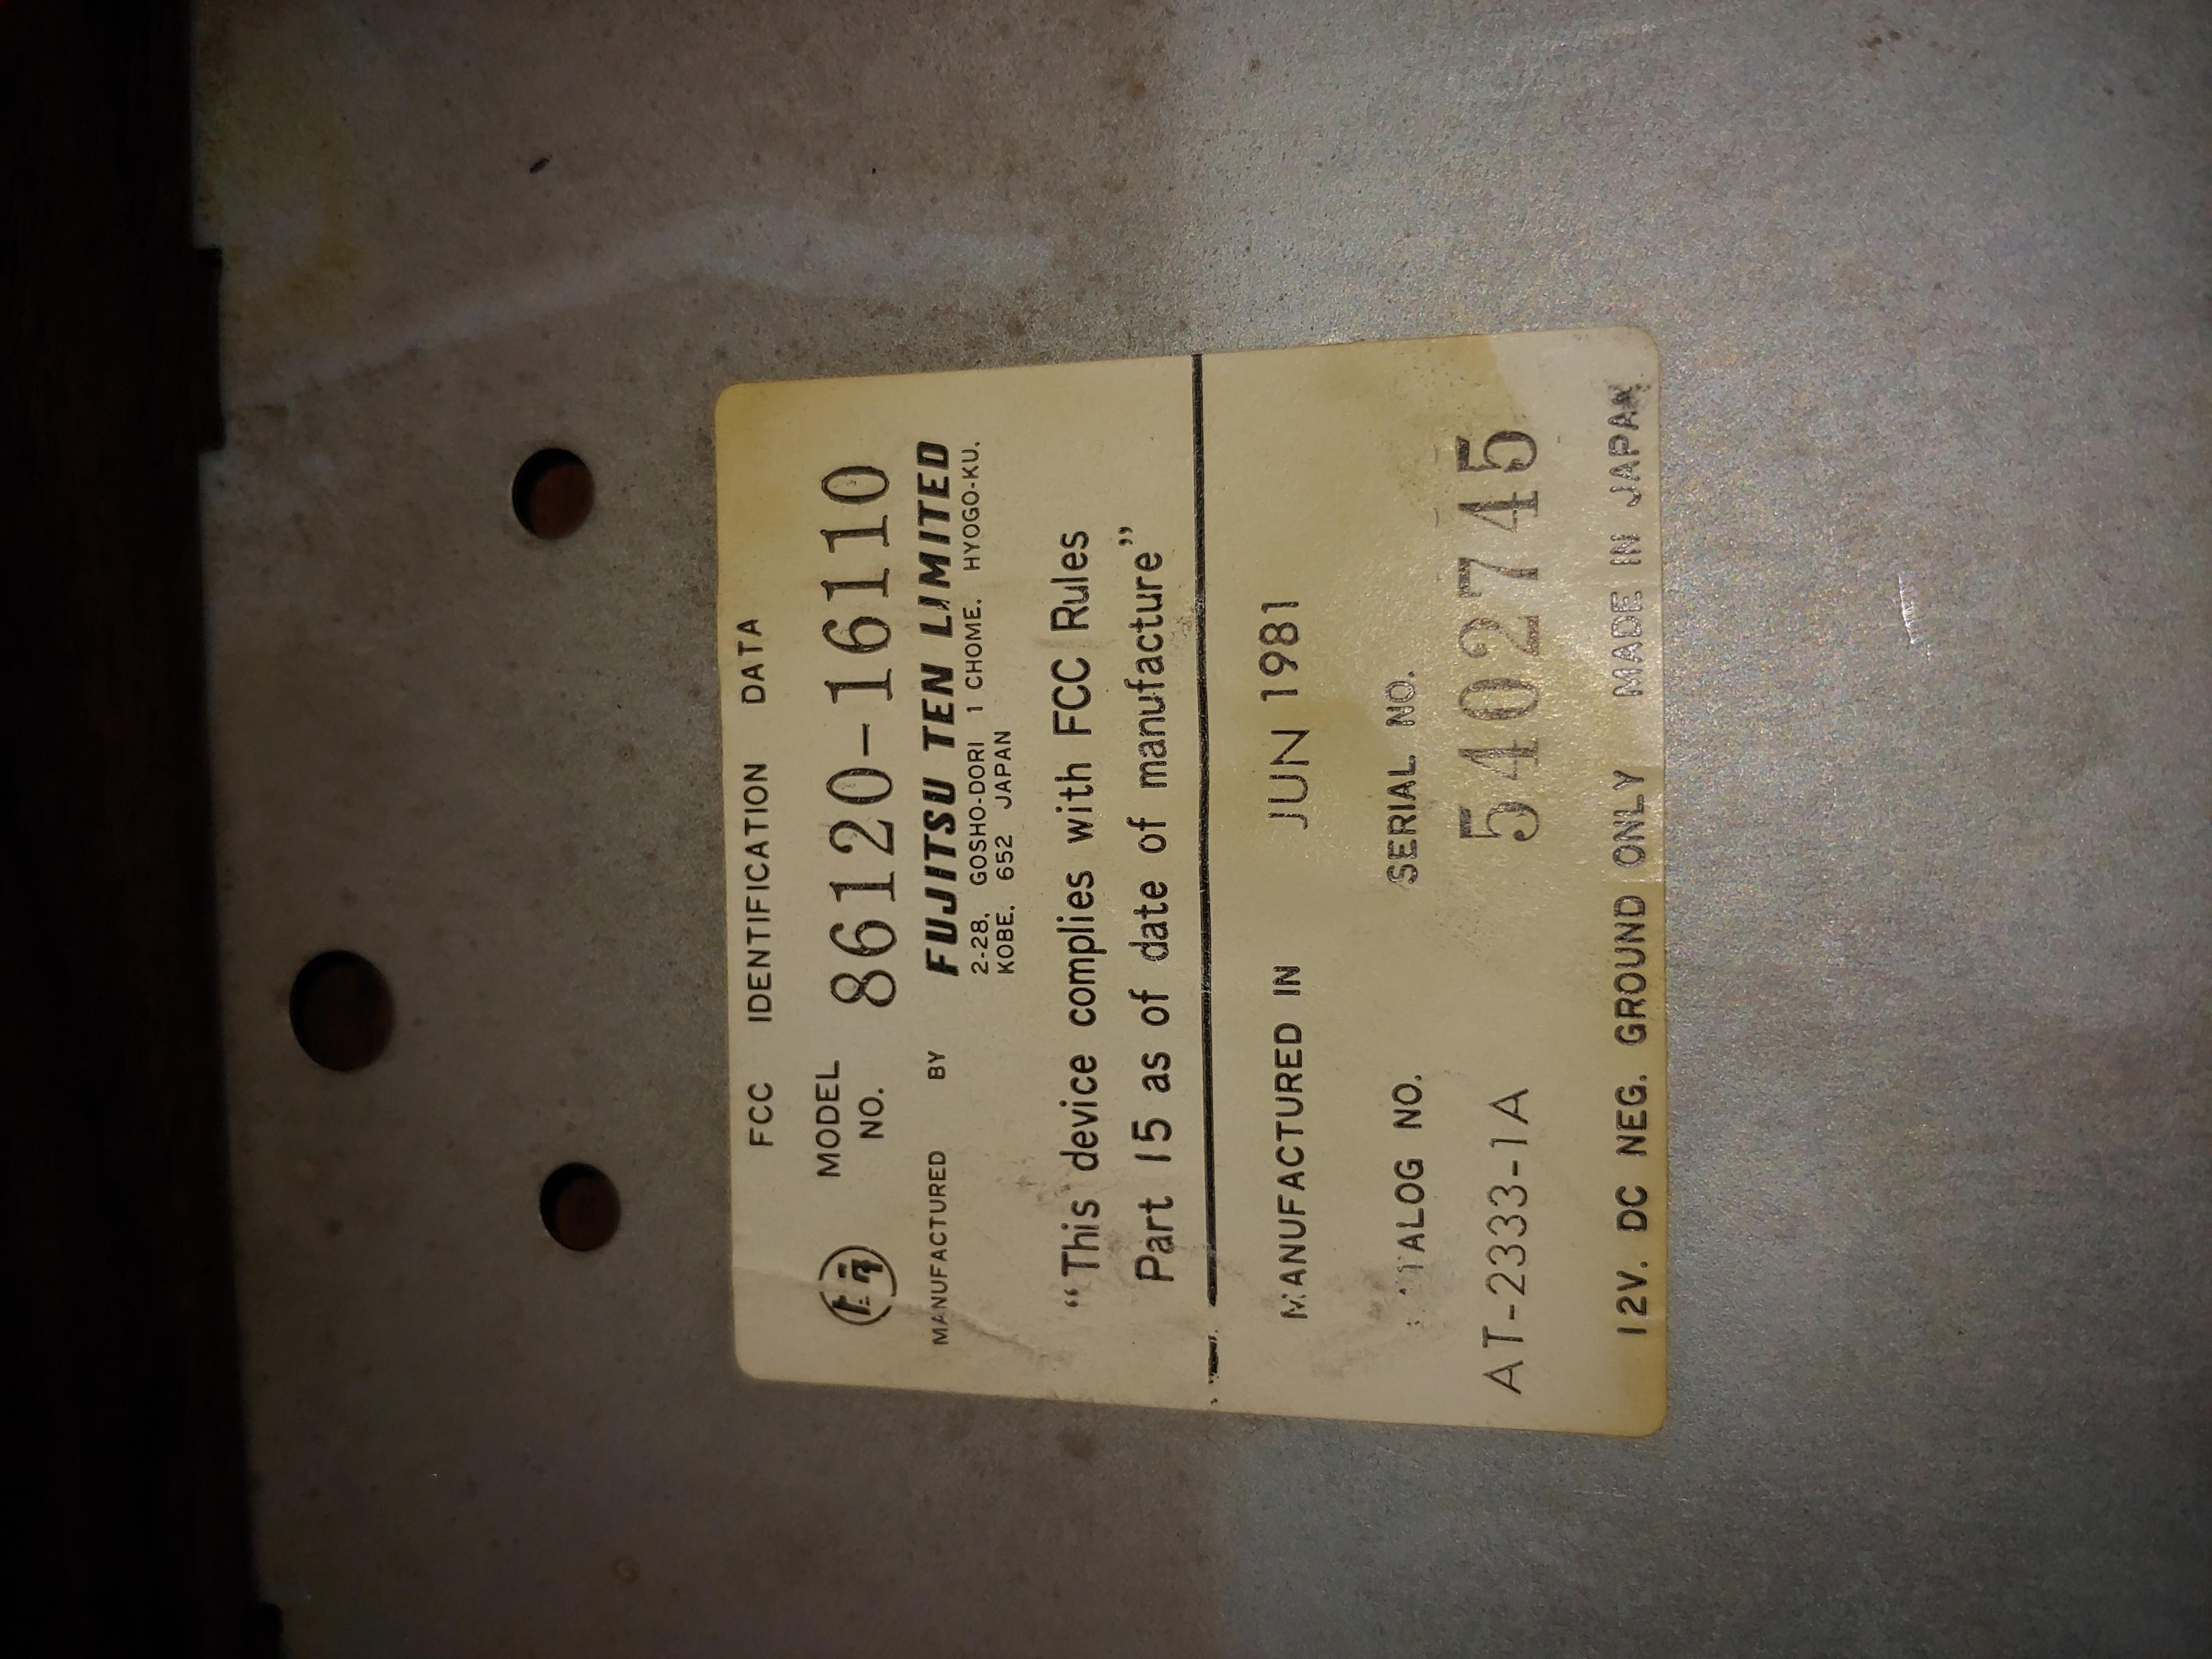 FCC IDENTIFICATION DATA
MODEL NO. 86120-16110
MANUFACTURED BY FUJITSU TEN LIMITED
2-28, GOSHO-DORI 1 CHOME, HYOGO-KU.
KOBE. 652 JAPAN
“This device complies with FCC Rules
Part 15 as of date of manufacture”
MANUFACTURED IN JUN 1981
NO. SERIAL NO.
AT-2333-1A 5402745
12V. DC NEG. GROUND ONLY MADE IN JAPAN